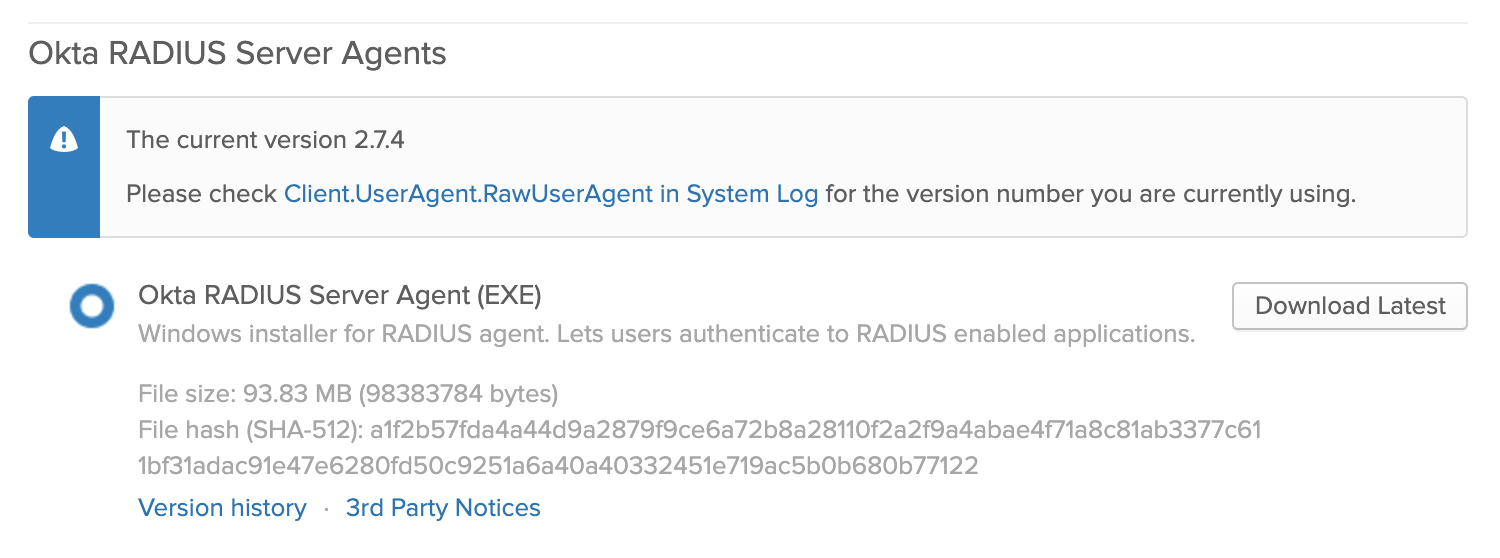 Okta RADIUS Server Agents
The current version 2.7.4
Please check Client.UserAgent.RawUserAgent in System Log for the version number you are currently using.
Okta RADIUS Server Agent (EXE)
Download Latest
Windows installer for RADIUS agent. Lets users authenticate to RADIUS enabled applications.
File size: 93.83 MB (98383784 bytes)
File hash (SHA-512): a1f2b57fda4a44d9a2879f9ce6a72b8a28110f2a2f9a4abae4f71a8c81ab3377c61
1bf31adac91e47e6280fd50c9251a6a40a40332451e719ac5b0b680b77122
Version history · 3rd Party Notices